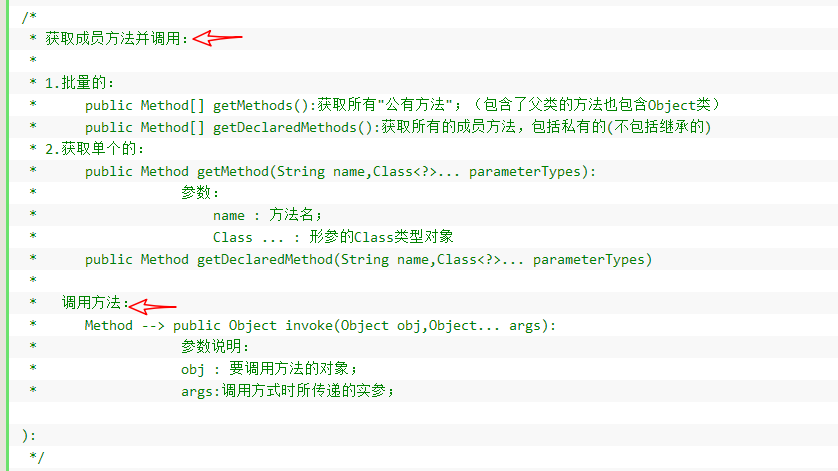 /*
* 获取成员方法并调用：
*
* 1.批量的：
* public Method[] getMethods():获取所有"公有方法"；（包含了父类的方法也包含Object类）
* public Method[] getDeclaredMethods():获取所有的成员方法，包括私有的(不包括继承的)
* 2.获取单个的：
* public Method getMethod(String name,Class<?>... parameterTypes):
* 参数：
* name : 方法名；
* Class ... : 形参的Class类型对象
* public Method getDeclaredMethod(String name,Class<?>... parameterTypes)
*
* 调用方法：
* Method --> public Object invoke(Object obj,Object... args):
* 参数说明：
* obj : 要调用方法的对象；
* args:调用方式时所传递的实参；
):
*/